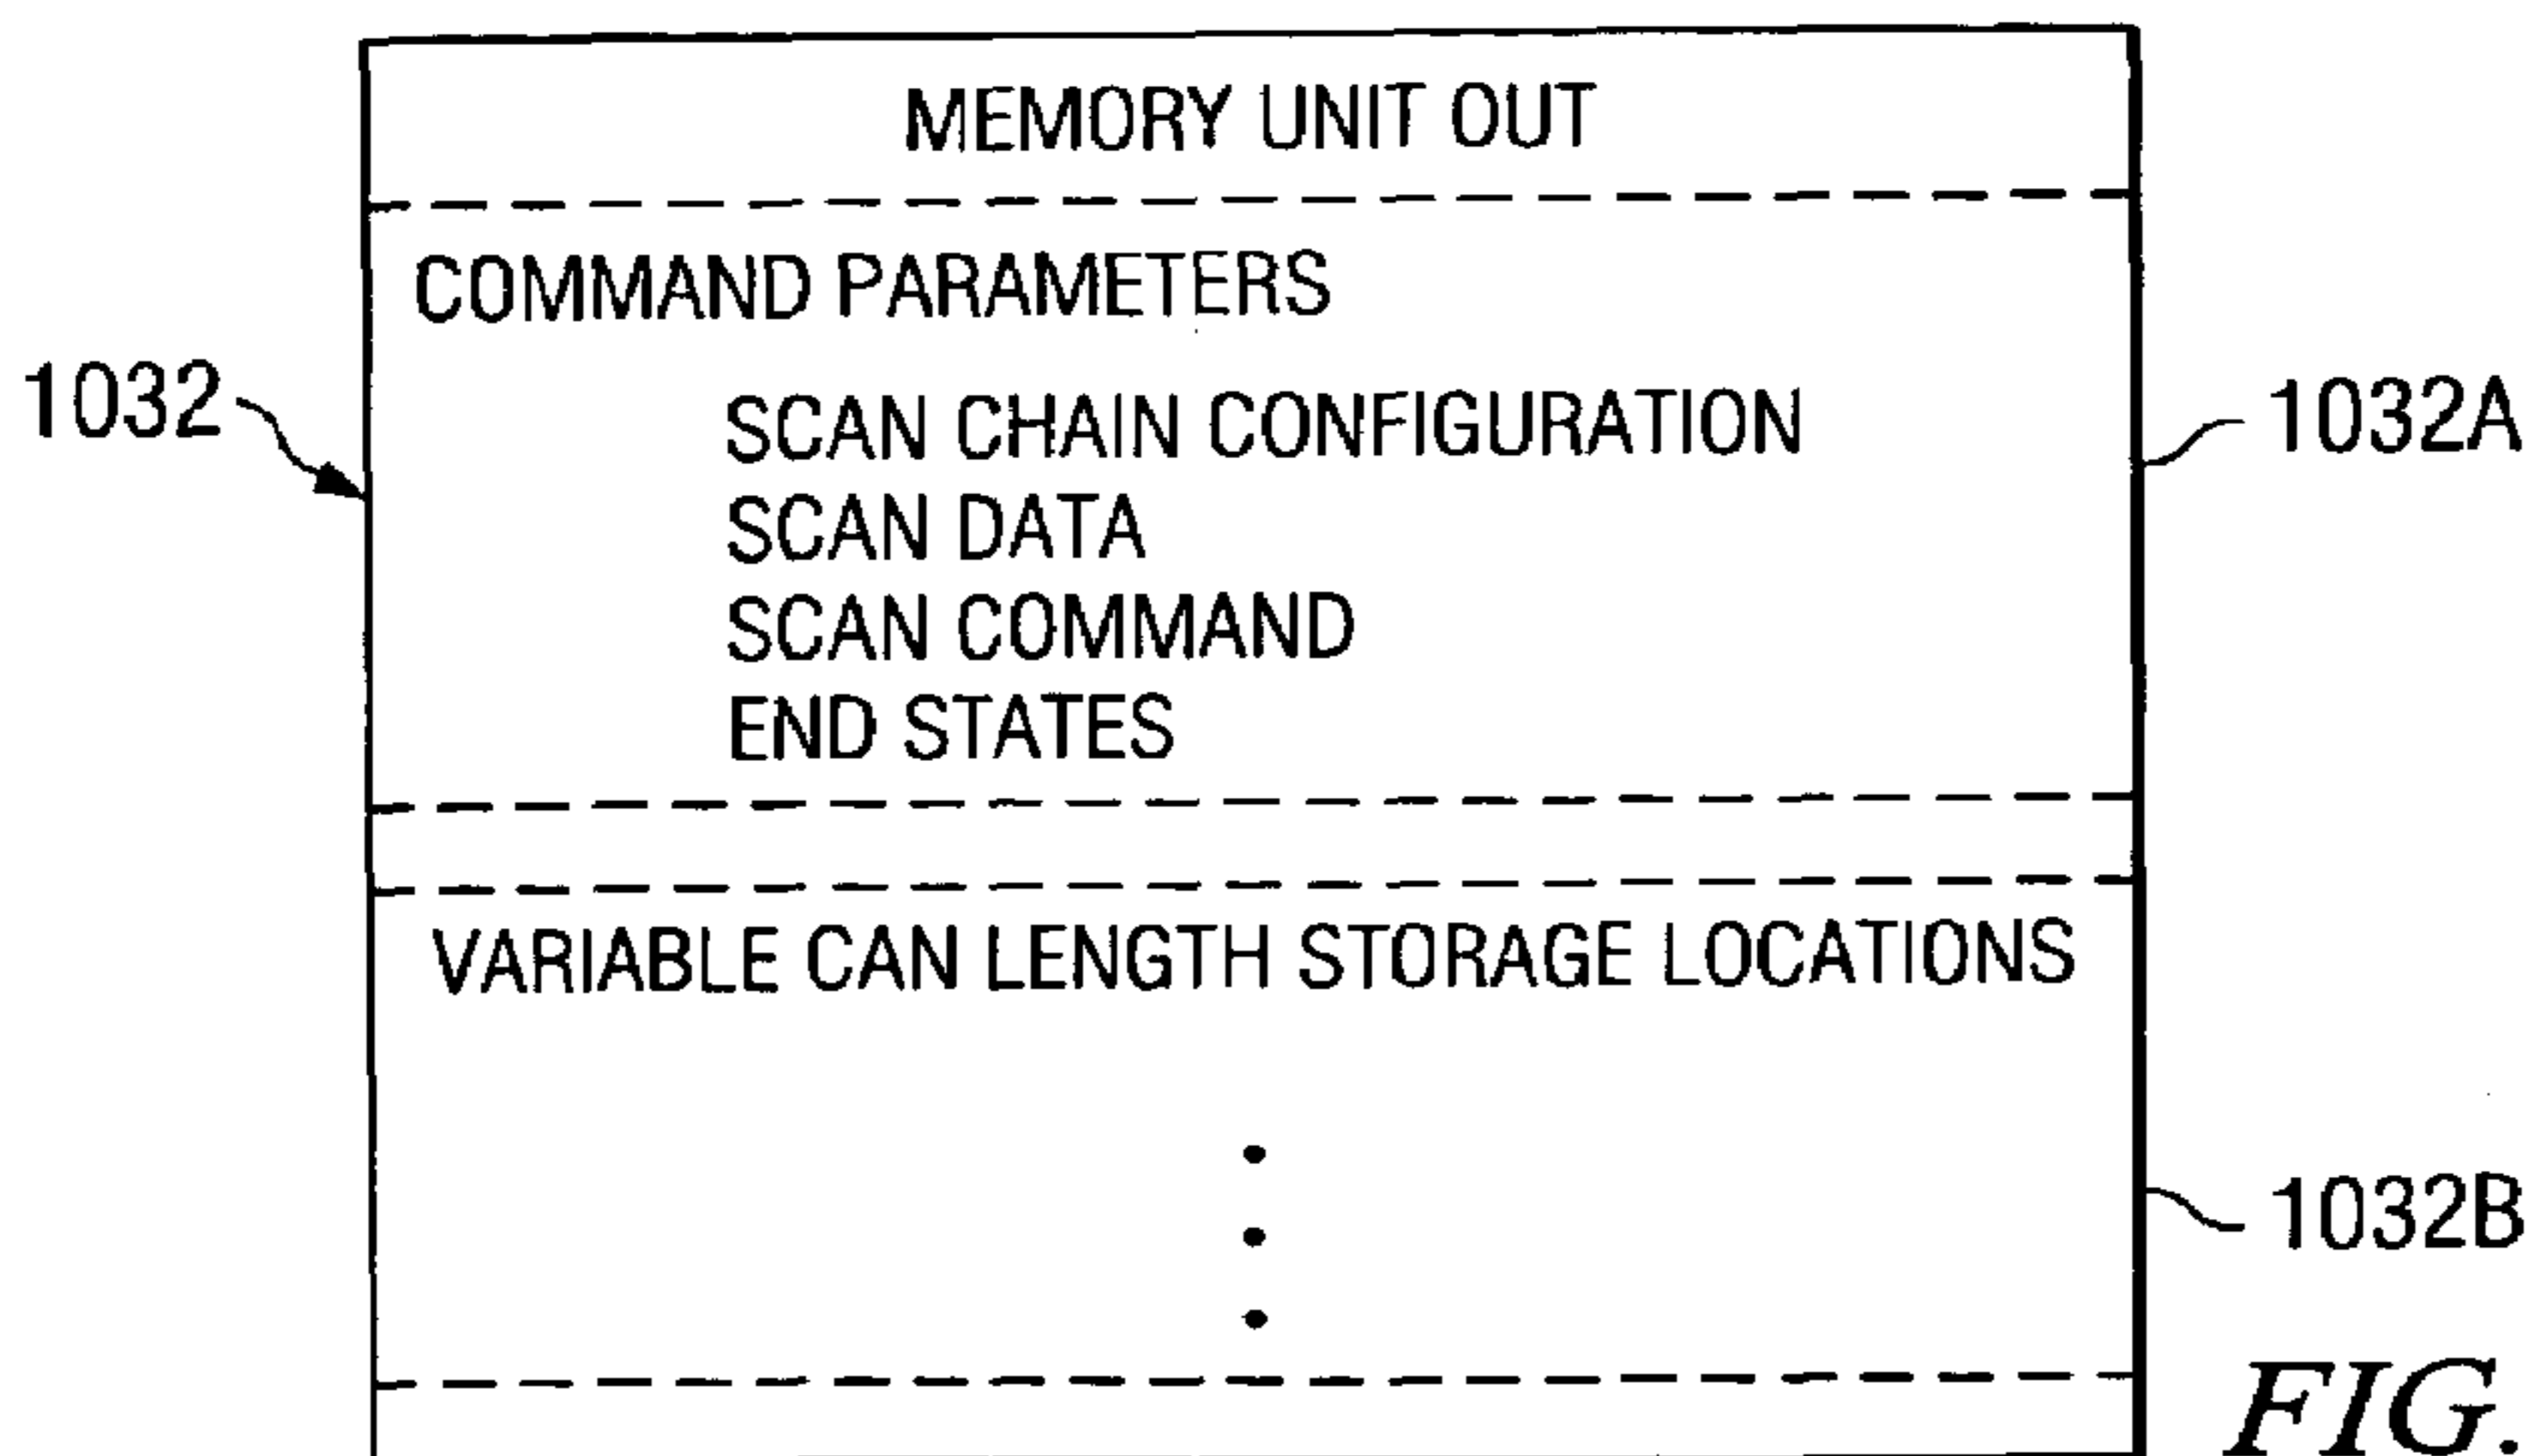 MEMORY UNIT OUT
COMMAND PARAMETERS
1032
SCAN CHAIN CONFIGURATION
1032A
SCAN DATA
SCAN COMMAND
END STATES
VARIABLE CAN LENGTH STORAGE LOCATIONS
1032B
FIG.